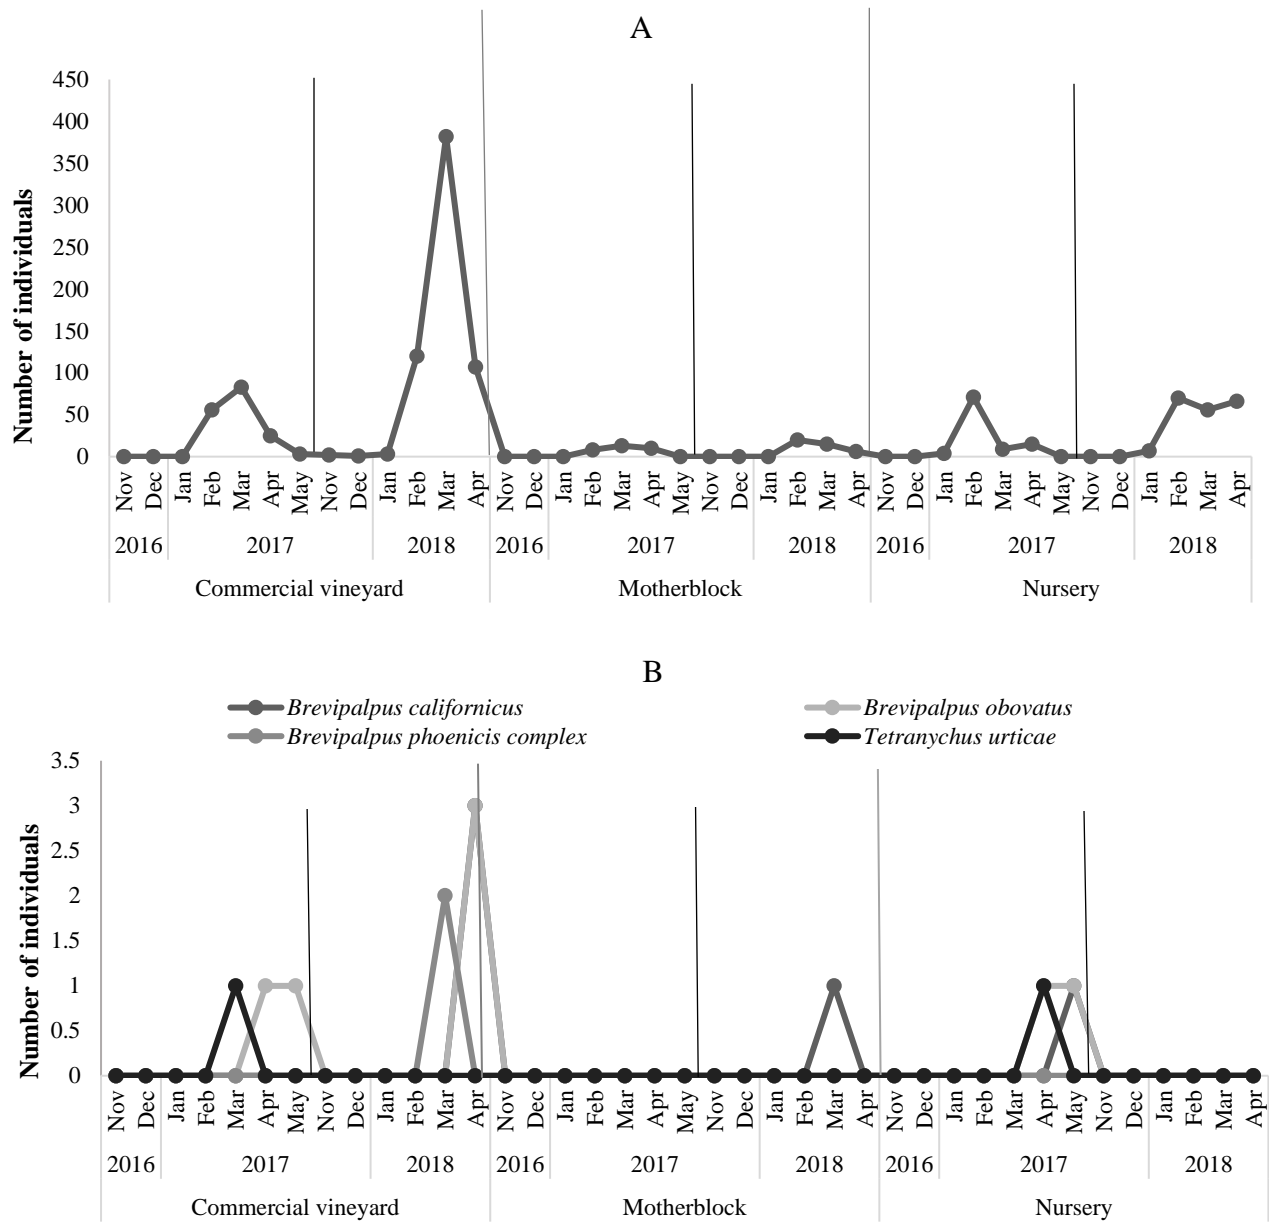 A
Number of individuals
450
400
350
300
250
200
150
100
50
0
Nov Dec Jan Feb Mar Apr May Nov Dec Jan Feb Mar Apr Nov Dec Jan Feb Mar Apr May Nov Dec Jan Feb Mar Apr Nov Dec Jan Feb Mar Apr May Nov Dec Jan Feb Mar Apr
2016 2017 2018 2016 2017 2018 2016 2017 2018
Commercial vineyard Motherblock Nursery
B
Brevipalpus californicus Brevipalpus obovatus
Brevipalpus phoenicis complex Tetranychus urticae
Number of individuals
3.5
3
2.5
2
1.5
1
0.5
0
Nov Dec Jan Feb Mar Apr May Nov Dec Jan Feb Mar Apr Nov Dec Jan Feb Mar Apr May Nov Dec Jan Feb Mar Apr Nov Dec Jan Feb Mar Apr May Nov Dec Jan Feb Mar Apr
2016 2017 2018 2016 2017 2018 2016 2017 2018
Commercial vineyard Motherblock Nursery